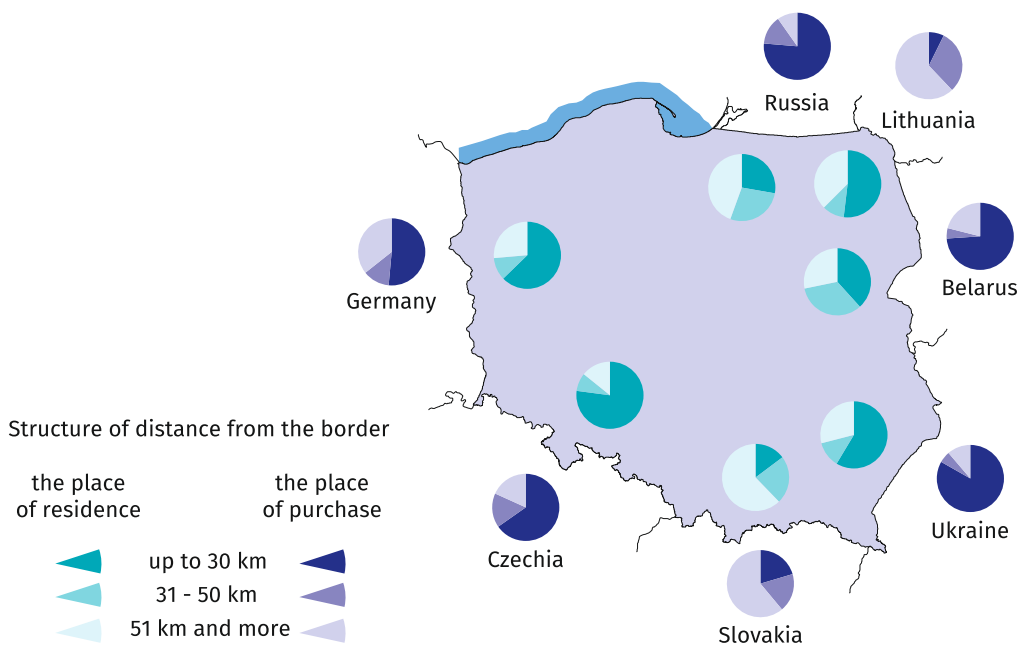 Russia
Lithuania
Germany
Belarus
Structure of distance from the border
the place
of residence
the place
of purchase
up to 30 km
31 - 50 km
51 km and more
Czechia
Ukraine
Slovakia